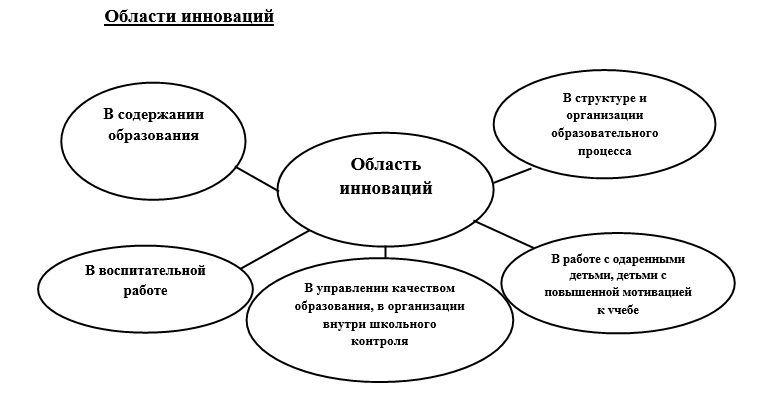 Области инноваций
В содержании
образования
В структуре и
организации
образовательного
процесса
Область
инноваций
В воспитательной
работе
В управлении качеством
образования, в организации
внутри школьного
контроля
В работе с одаренными
детьми, детьми с
повышенной мотивацией
к учебе